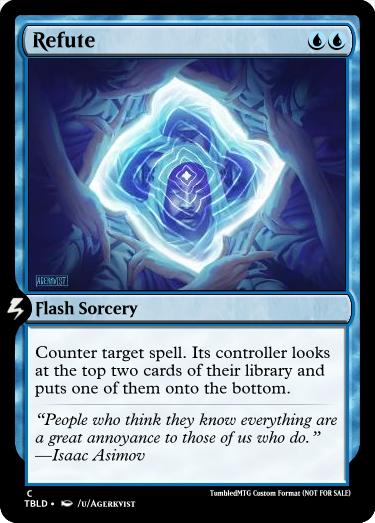 Refute
AGERKVIST
Flash Sorcery
Counter target spell. Its controller looks
at the top two cards of their library and
puts one of them onto the bottom.
“People who think they know everything are
a great annoyance to those of us who do.”
—Isaac Asimov
C
TBLD • /U/AGERKVIST
TumbledMTG Custom Format (NOT FOR SALE)